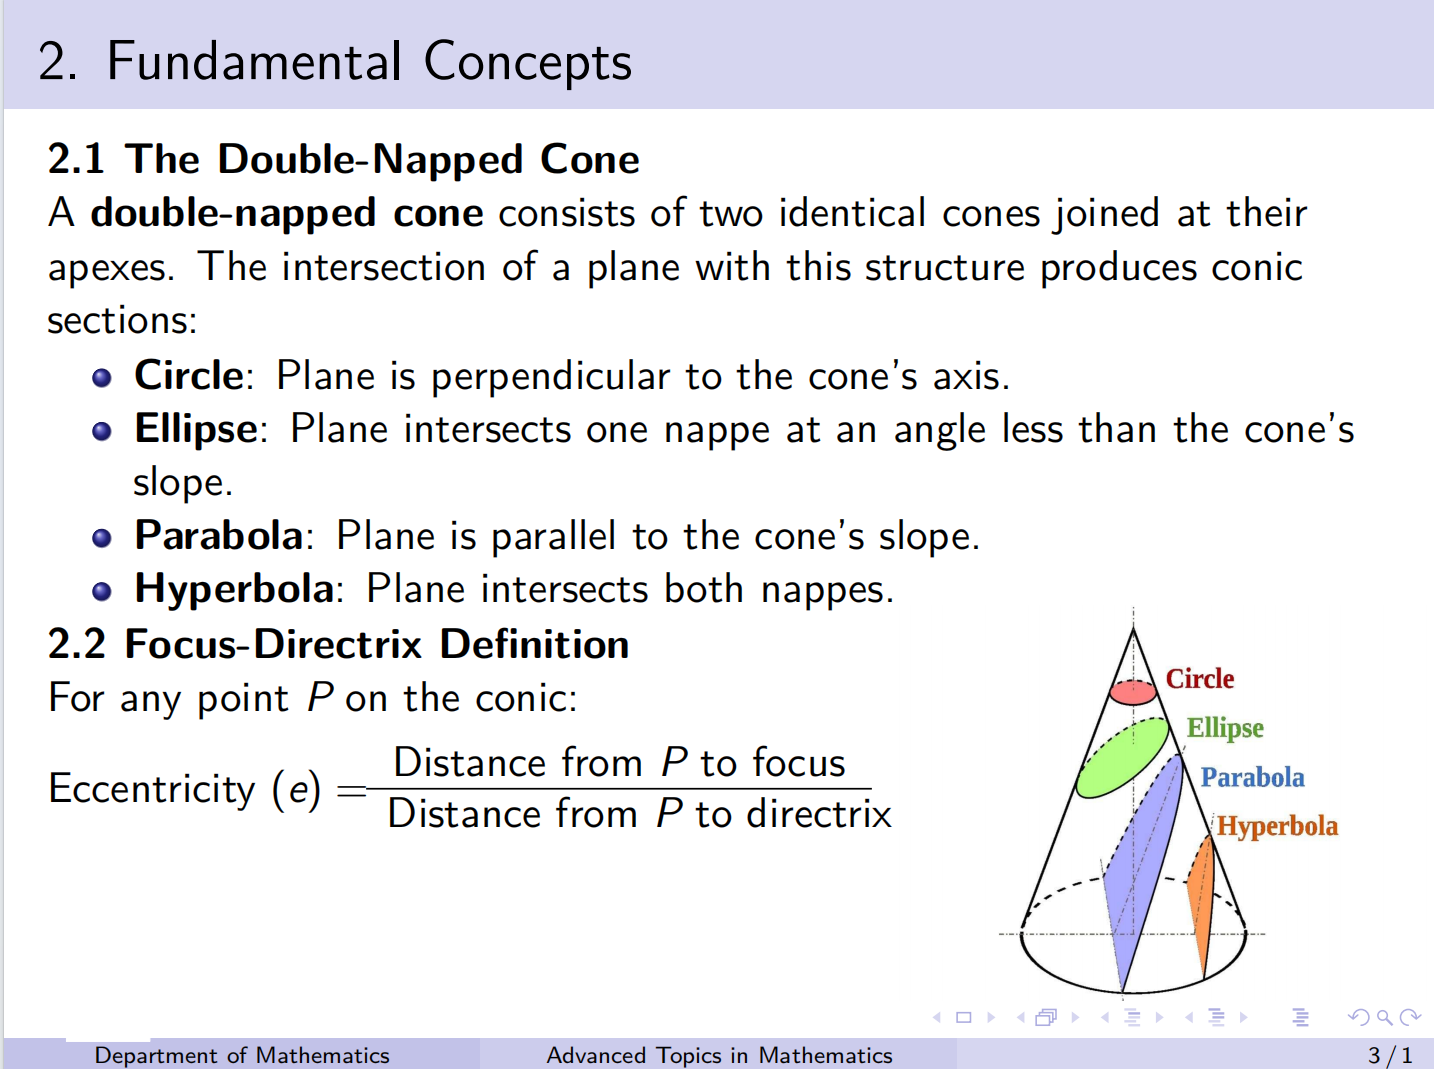 2. Fundamental Concepts
2.1 The Double-Napped Cone
A double-napped cone consists of two identical cones joined at their
apexes. The intersection of a plane with this structure produces conic
sections:
Circle: Plane is perpendicular to the cone's axis.
Ellipse: Plane intersects one nappe at an angle less than the cone's
slope.
Parabola: Plane is parallel to the cone's slope.
Hyperbola: Plane intersects both nappes.
2.2 Focus-Directrix Definition
For any point P on the conic:
Eccentricity (e) = Distance from P to focus
Distance from P to directrix
Circle
Ellipse
Parabola
Hyperbola
Department of Mathematics
Advanced Topics in Mathematics
3 / 1